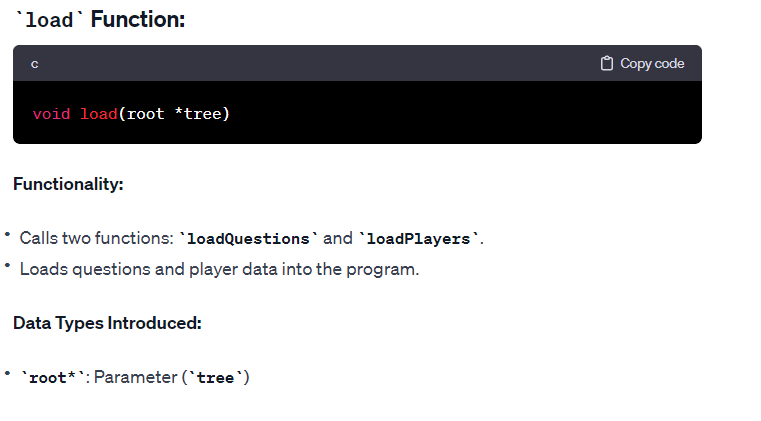 `load` Function:
c
Copy code
void load(root *tree)
Functionality:
• Calls two functions: `loadQuestions` and `loadPlayers`.
• Loads questions and player data into the program.
Data Types Introduced:
• `root*`: Parameter (`tree`)